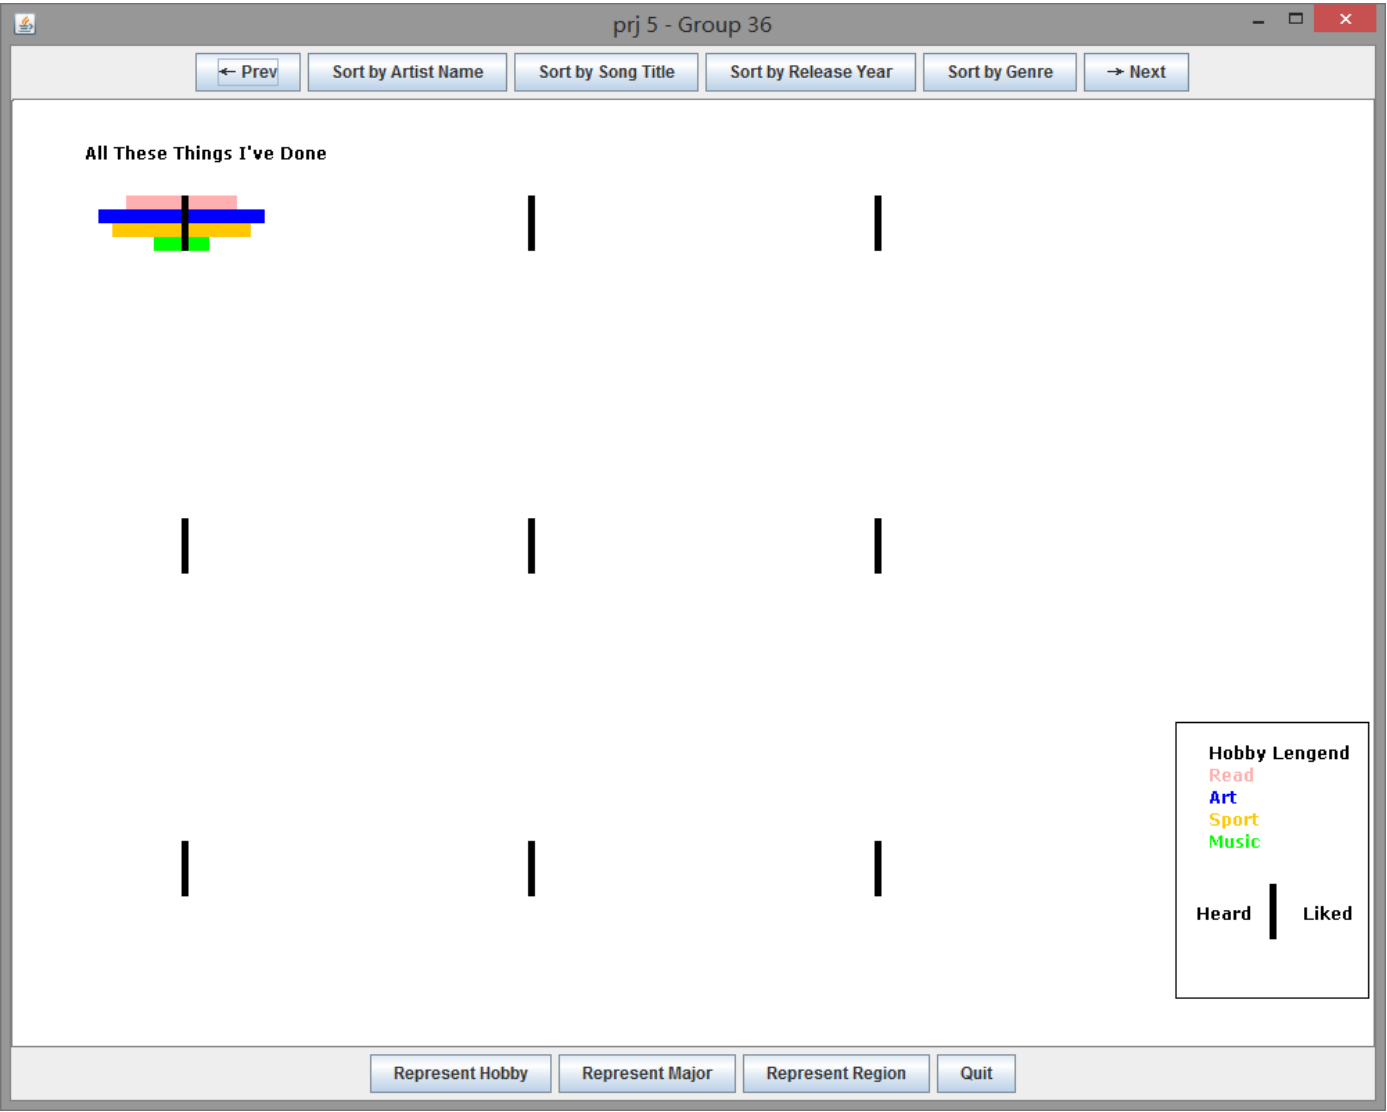 prj 5 - Group 36
← Prev
Sort by Artist Name
Sort by Song Title
Sort by Release Year
Sort by Genre
→ Next
All These Things I've Done
Hobby Lengend
Read
Art
Sport
Music
Heard
Liked
Represent Hobby
Represent Major
Represent Region
Quit